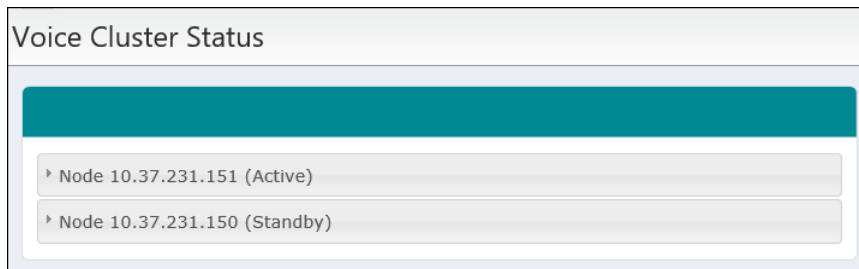 Voice Cluster Status
Node 10.37.231.151 (Active)
Node 10.37.231.150 (Standby)